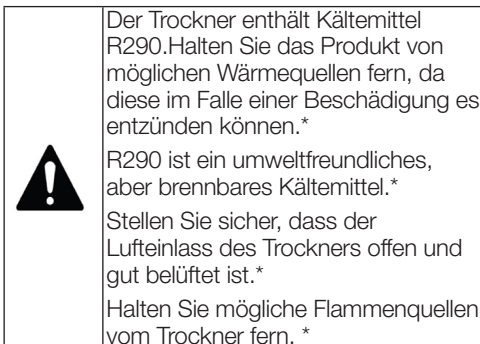 Der Trockner enthält Kältemittel
R290.Halten Sie das Produkt von
möglichen Wärmequellen fern, da
diese im Falle einer Beschädigung es
entzünden können.*
R290 ist ein umweltfreundliches,
aber brennbares Kältemittel.*
Stellen Sie sicher, dass der
Lufteinlass des Trockners offen und
gut belüftet ist.*
Halten Sie mögliche Flammenquellen
vom Trockner fern. *